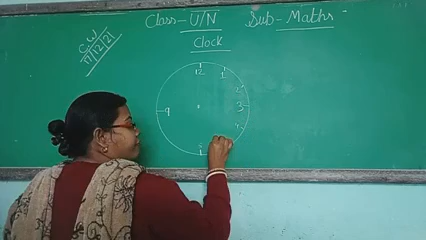 Class- U/N Sub- Maths
C.W
17/12/21
Clock
12
1
2
9
3
4